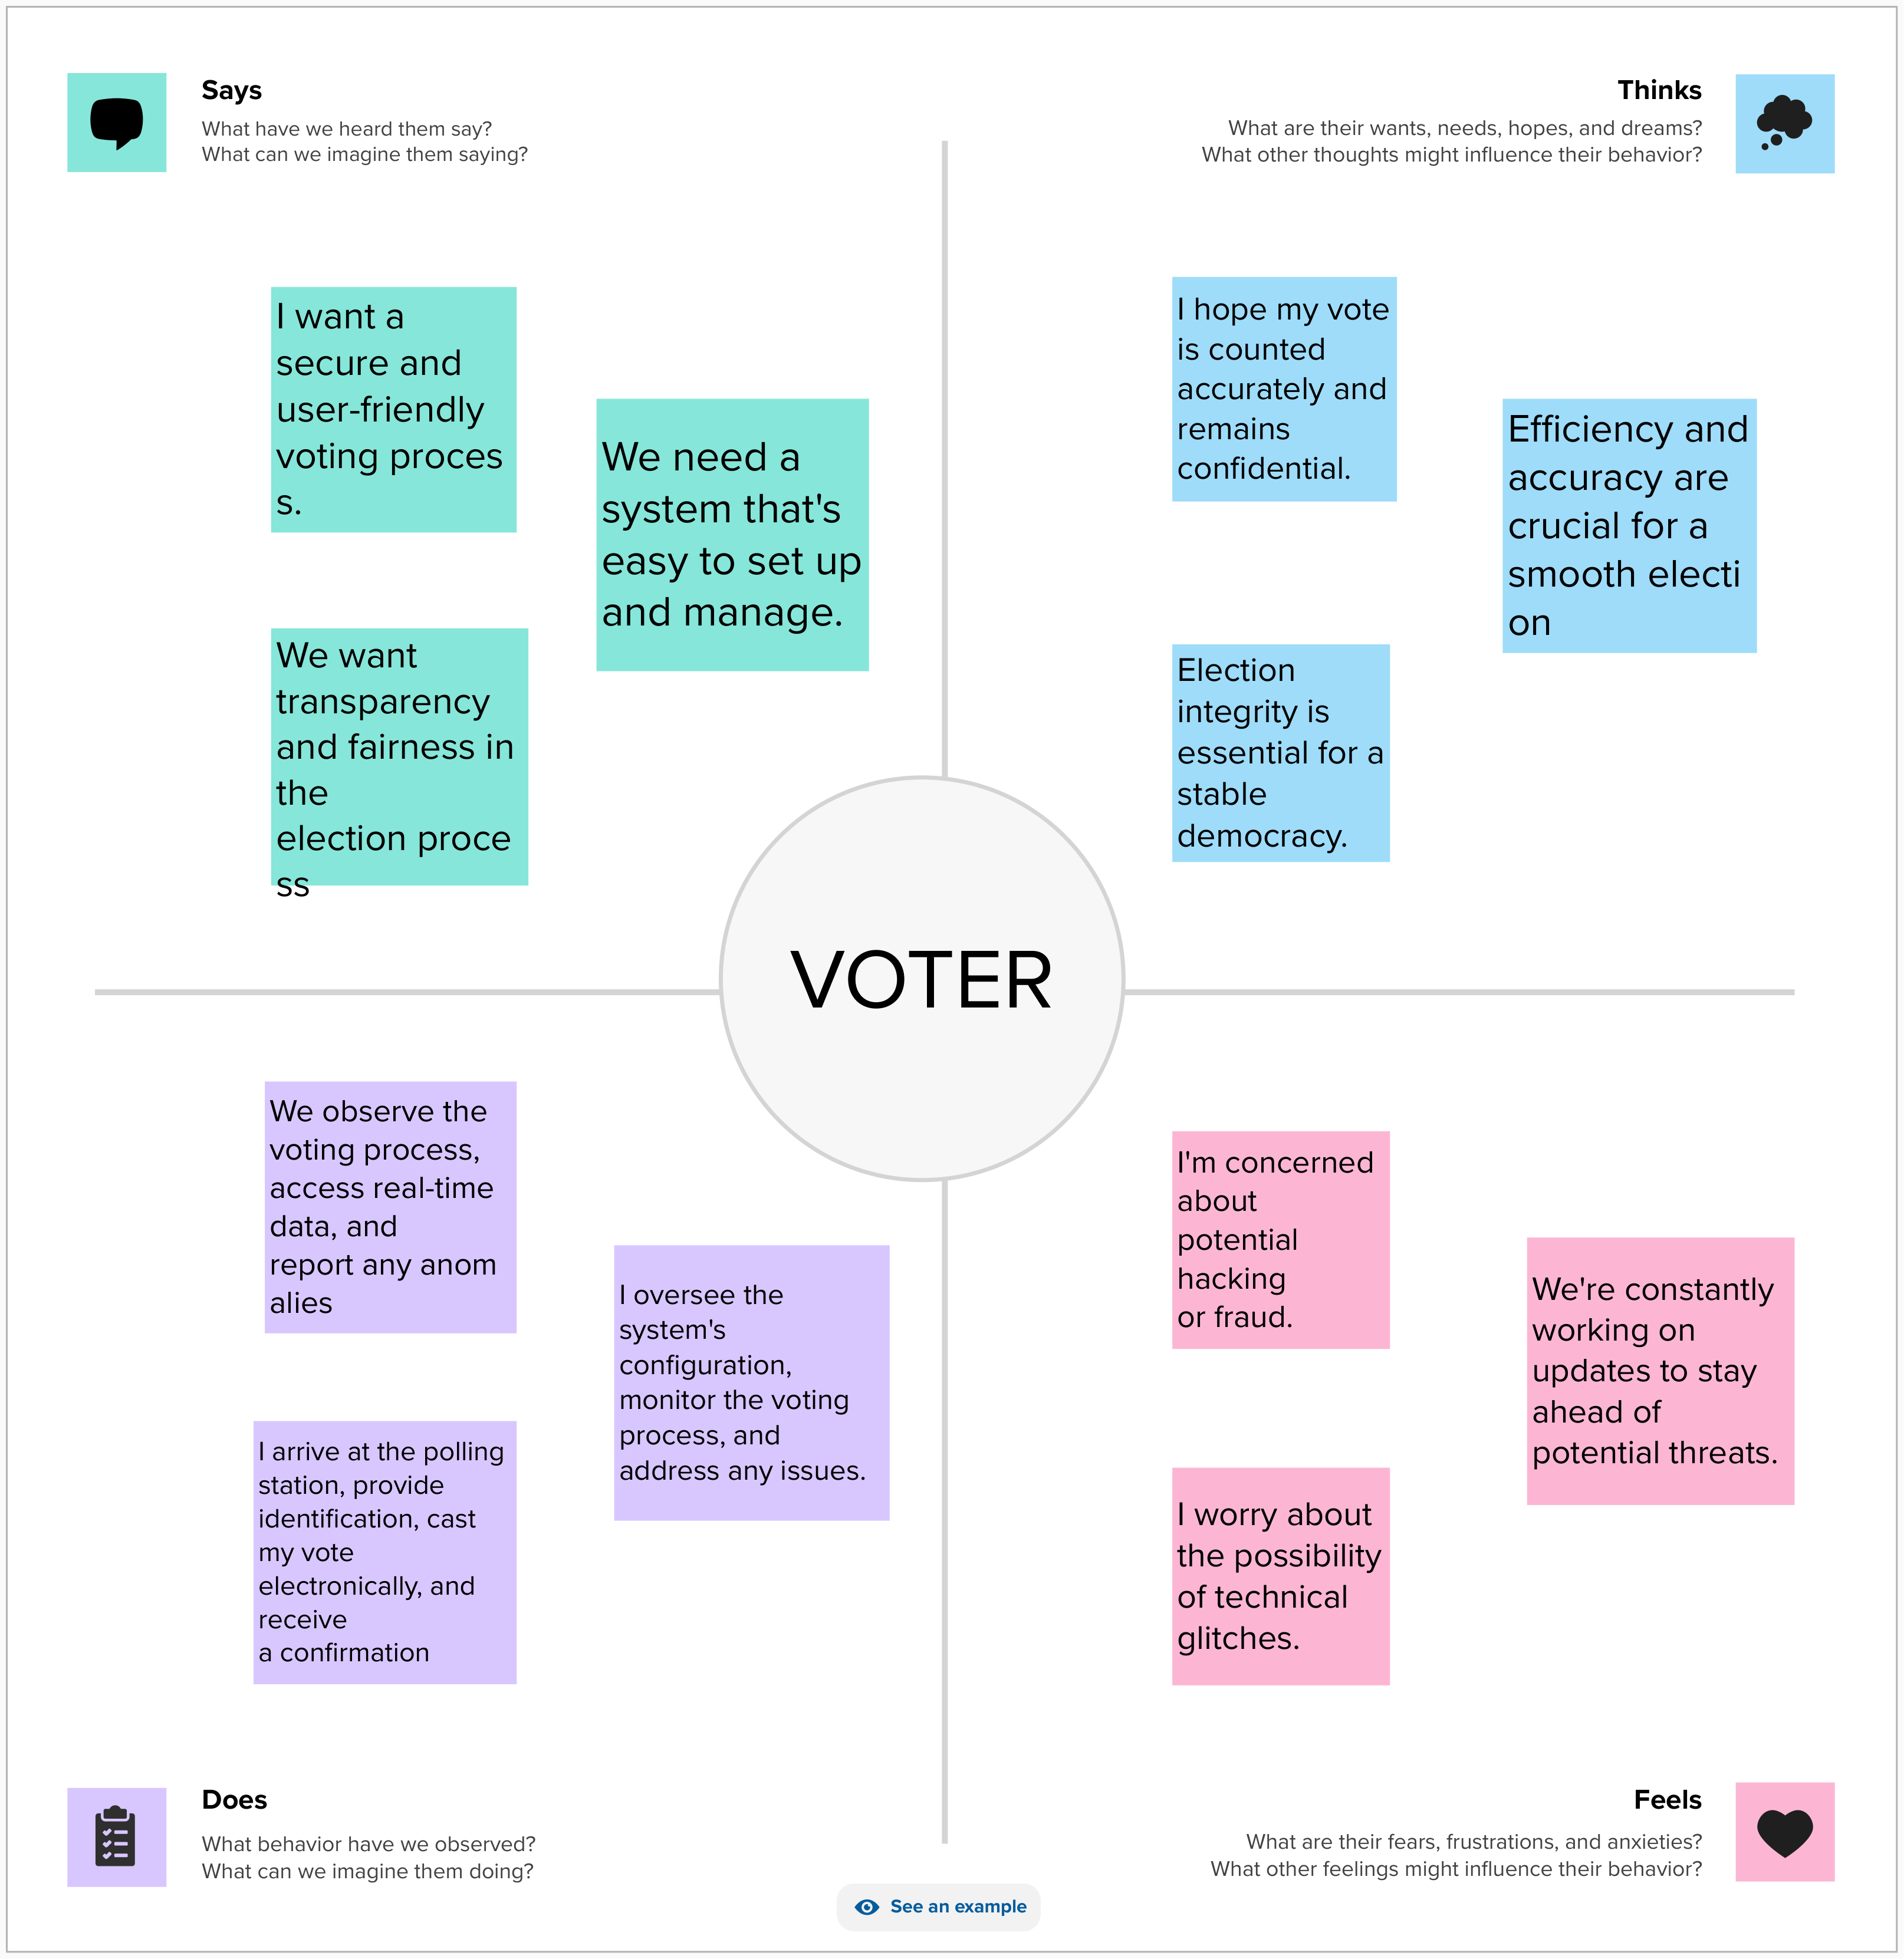 Says
What have we heard them say?
What can we imagine them saying?
Thinks
What are their wants, needs, hopes, and dreams?
What other thoughts might influence their behavior?
I want a
secure and
user-friendly
voting proces
s.
We need a
system that's
easy to set up
and manage.
We want
transparency
and fairness in
the
election proce
ss
I hope my vote
is counted
accurately and
remains
confidential.
Efficiency and
accuracy are
crucial for a
smooth electi
on
Election
integrity is
essential for a
stable
democracy.
VOTER
We observe the
voting process,
access real-time
data, and
report any anom
alies
I oversee the
system's
configuration,
monitor the voting
process, and
address any issues.
I arrive at the polling
station, provide
identification, cast
my vote
electronically, and
receive
a confirmation
I'm concerned
about
potential
hacking
or fraud.
We're constantly
working on
updates to stay
ahead of
potential threats.
I worry about
the possibility
of technical
glitches.
Does
What behavior have we observed?
What can we imagine them doing?
Feels
What are their fears, frustrations, and anxieties?
What other feelings might influence their behavior?
See an example